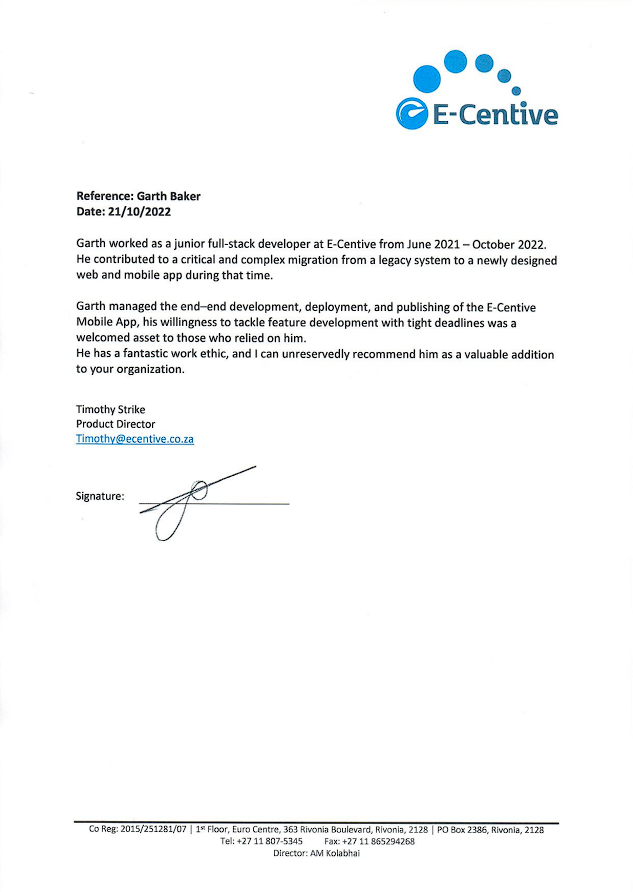 E-Centive
Reference: Garth Baker
Date: 21/10/2022
Garth worked as a junior full-stack developer at E-Centive from June 2021 – October 2022.
He contributed to a critical and complex migration from a legacy system to a newly designed
web and mobile app during that time.
Garth managed the end–end development, deployment, and publishing of the E-Centive
Mobile App, his willingness to tackle feature development with tight deadlines was a
welcomed asset to those who relied on him.
He has a fantastic work ethic, and I can unreservedly recommend him as a valuable addition
to your organization.
Timothy Strike
Product Director
Timothy@ecentive.co.za
Signature:
Co Reg: 2015/251281/07 | 1st Floor, Euro Centre, 363 Rivonia Boulevard, Rivonia, 2128 | PO Box 2386, Rivonia, 2128
Tel: +27 11 807-5345 Fax: +27 11 865294268
Director: AM Kolabhai